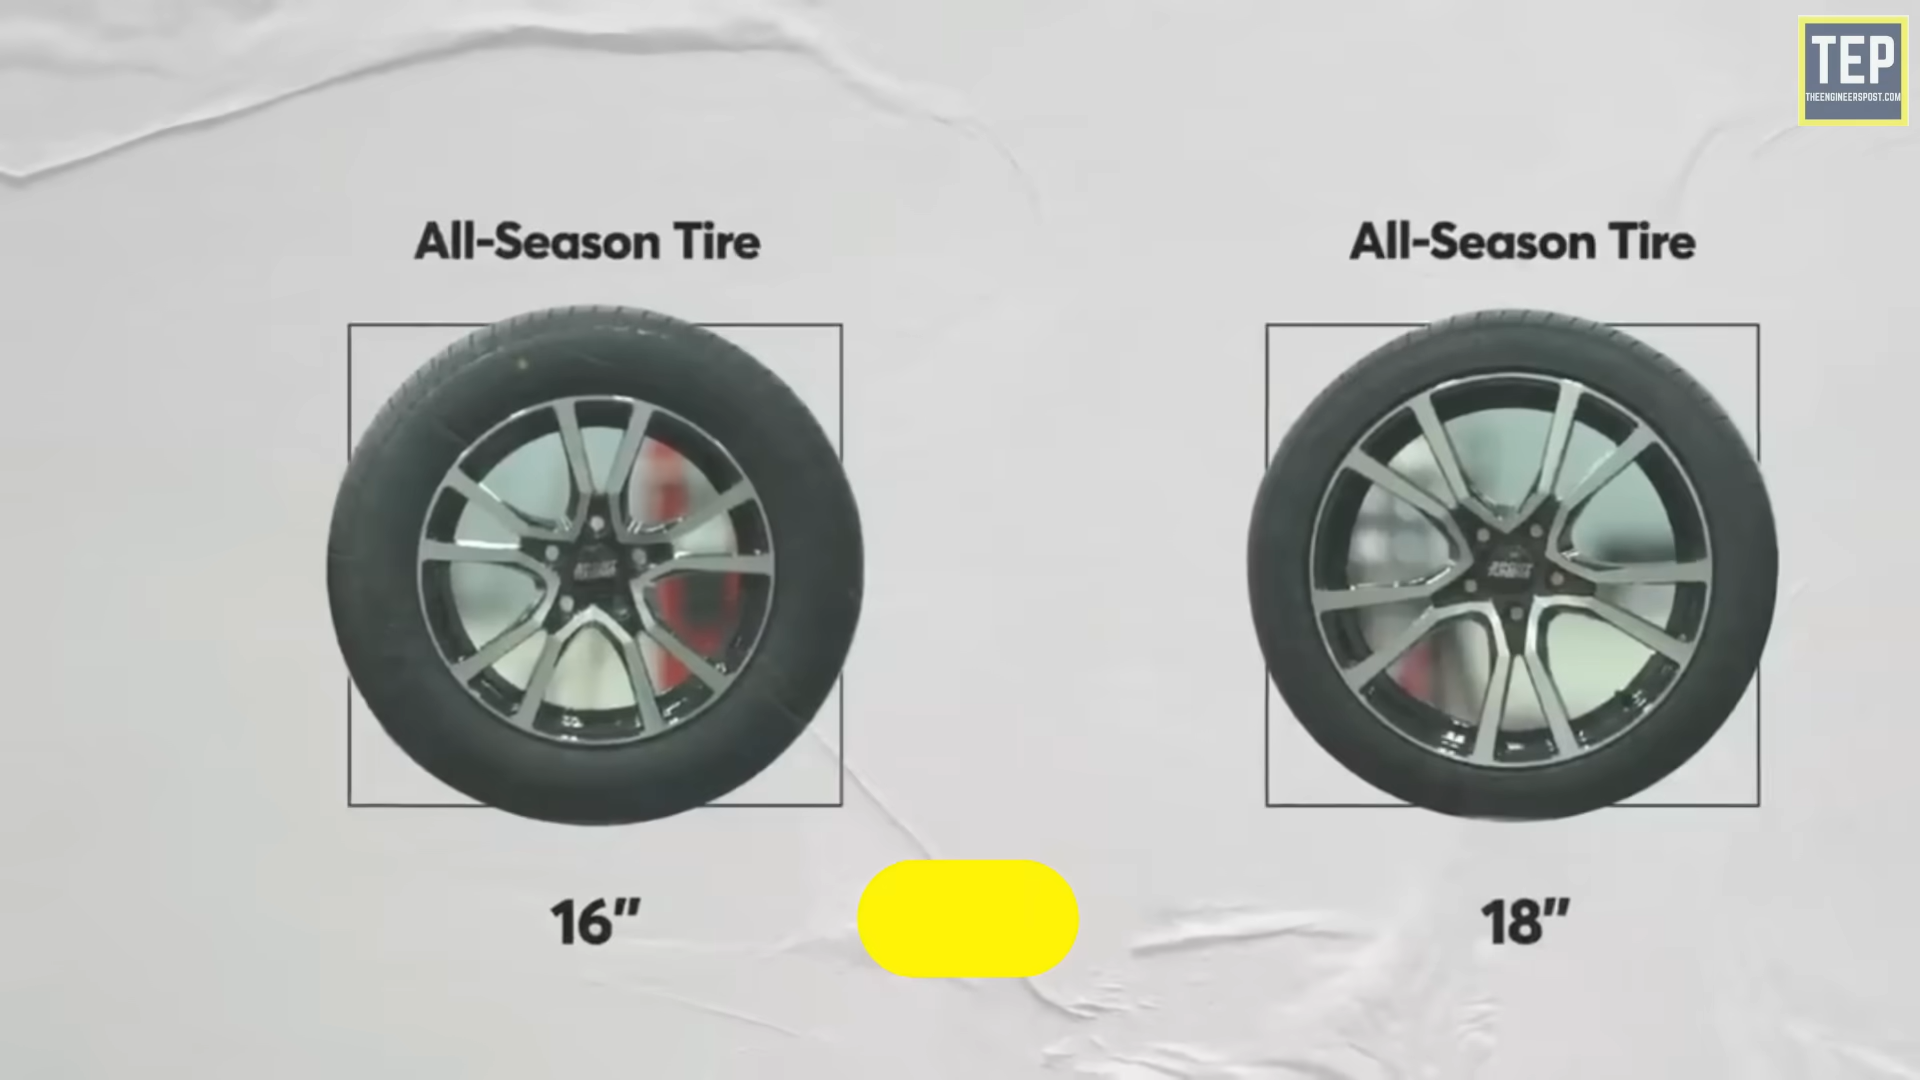 TEP
THEENGINEERSPOST.COM
All-Season Tire
All-Season Tire
16"
18"